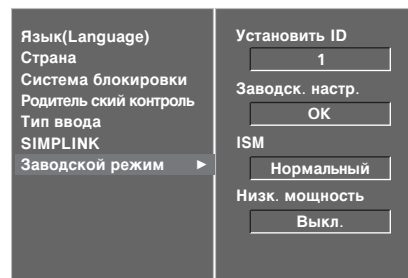 Язык(Language)
Страна
Система блокировки
Родитель ский контроль
Тип ввода
SIMPLINK
Заводской режим ►
Установить ID
1
Заводск. настр.
ОК
ISM
Нормальный
Низк. мощность
Выкл.